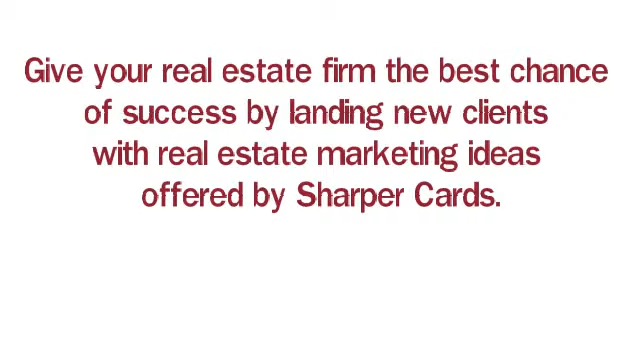 Give your real estate firm the best chance
of success by landing new clients
with real estate marketing ideas
offered by Sharper Cards.